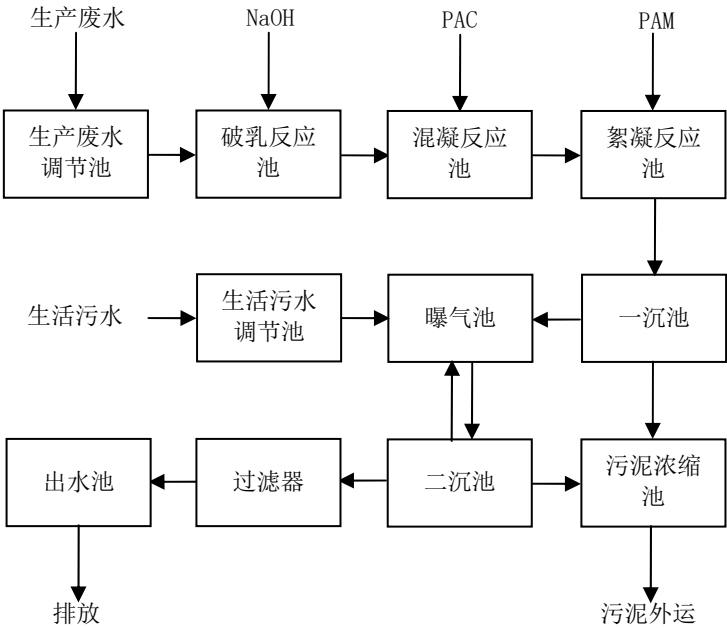 生产废水
NaOH
PAC
PAM
生产废水
调节池
破乳反应
池
混凝反应
池
絮凝反应
池
生活污水
生活污水
调节池
曝气池
一沉池
出水池
过滤器
二沉池
污泥浓缩
池
排放
污泥外运